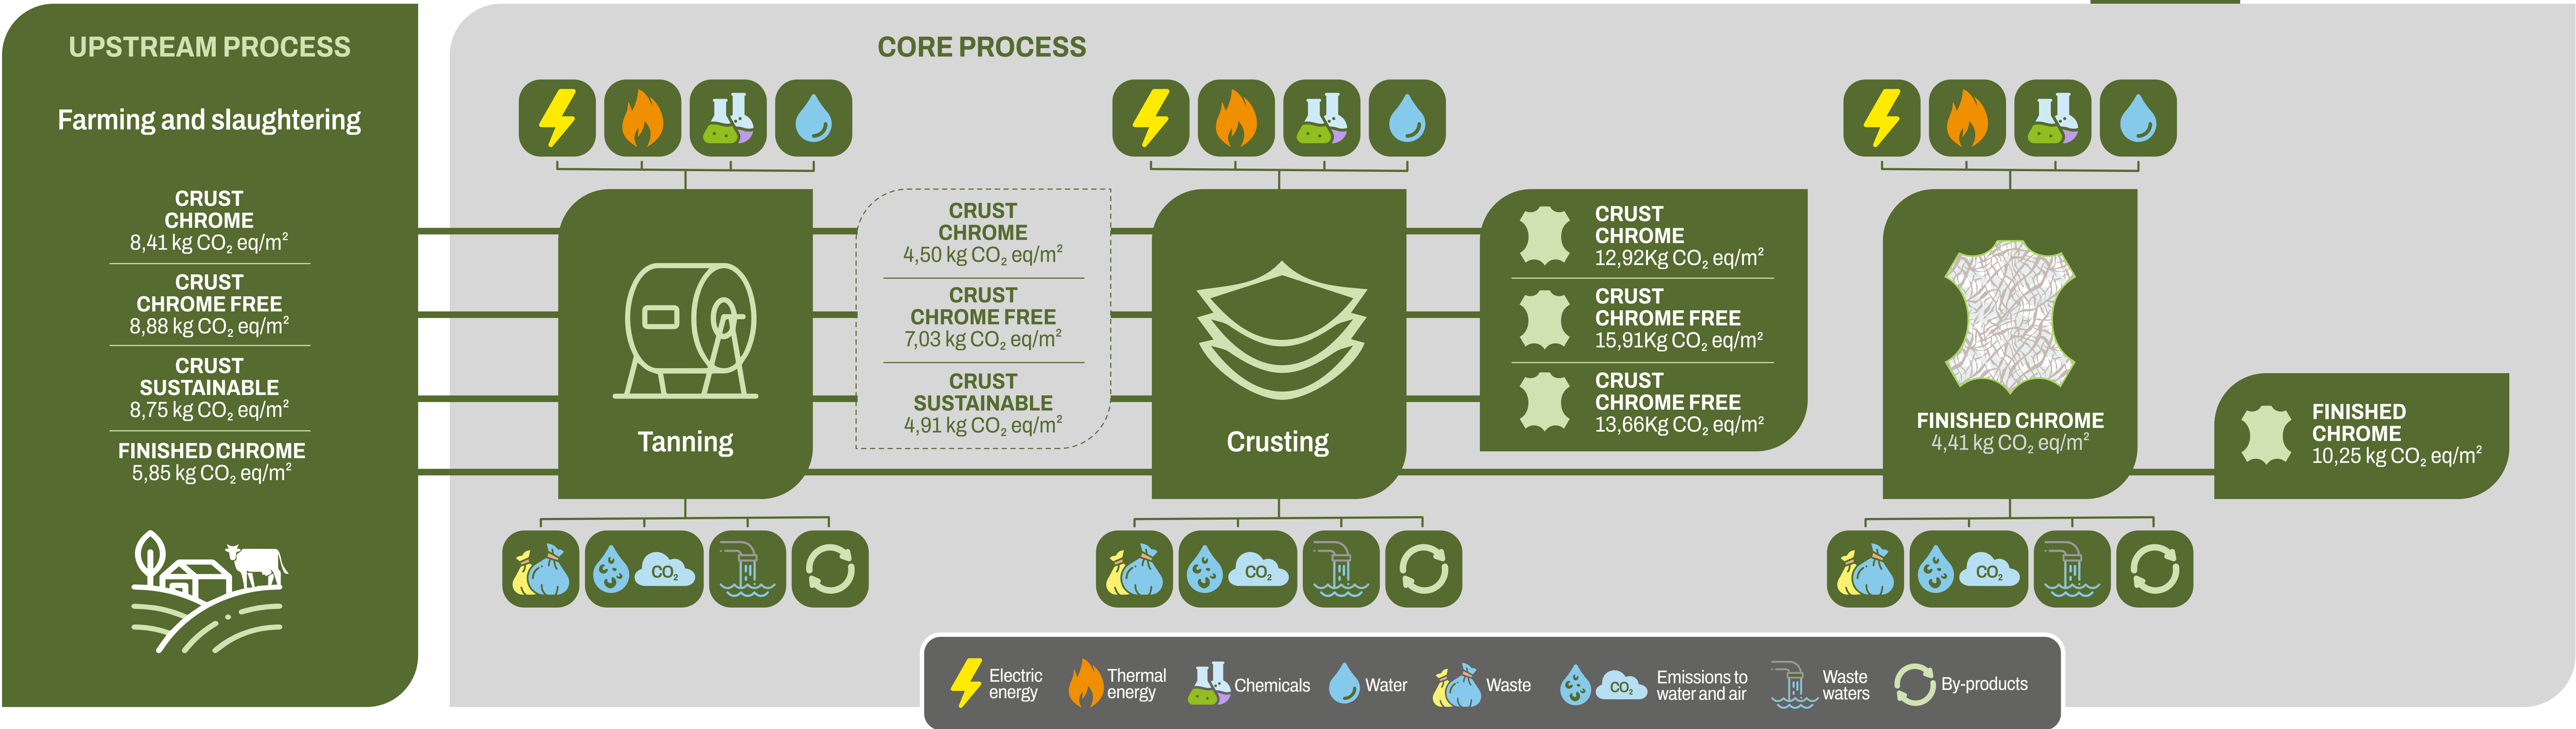 UPSTREAM PROCESS
Farming and slaughtering
CRUST
CHROME
8,41 kg CO₂ eq/m²
CRUST
CHROME FREE
8,88 kg CO₂ eq/m²
CRUST
SUSTAINABLE
8,75 kg CO₂ eq/m²
FINISHED CHROME
5,85 kg CO₂ eq/m²
CORE PROCESS
Tanning
CO₂
CRUST
CHROME
4,50 kg CO₂ eq/m²
CRUST
CHROME FREE
7,03 kg CO₂ eq/m²
CRUST
SUSTAINABLE
4,91 kg CO₂ eq/m²
Crusting
CO₂
CRUST
CHROME
12,92Kg CO₂ eq/m²
CRUST
CHROME FREE
15,91Kg CO₂ eq/m²
CRUST
CHROME FREE
13,66Kg CO₂ eq/m²
FINISHED CHROME
4,41 kg CO₂ eq/m²
CO₂
FINISHED
CHROME
10,25 kg CO₂ eq/m²
Electric
energy
Thermal
energy
Chemicals
Water
Waste
CO₂
Emissions to
water and air
Waste
waters
By-products